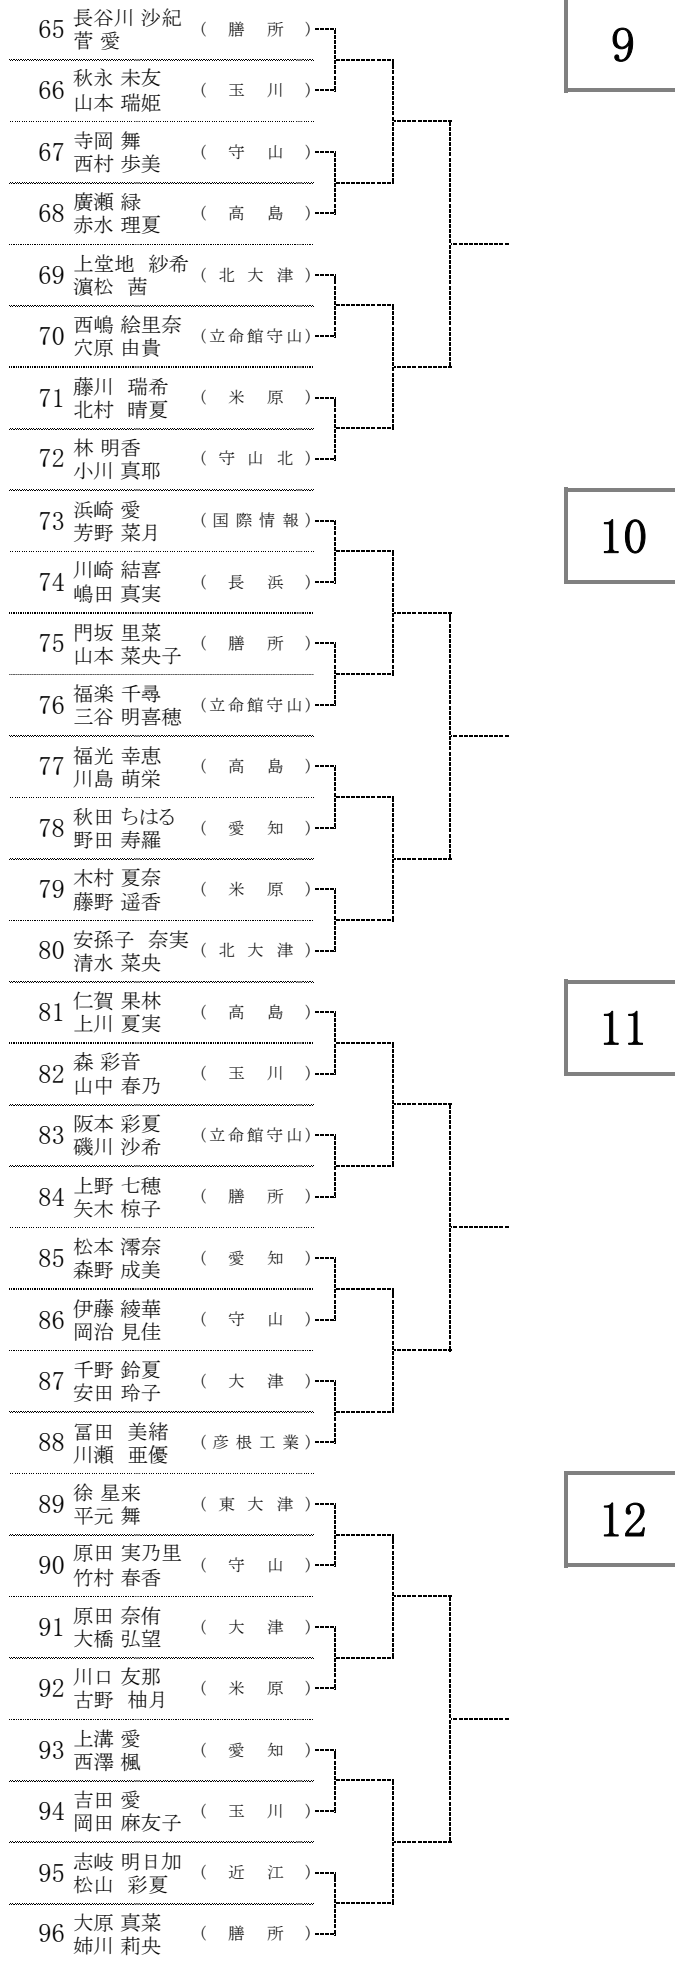 9
65 長谷川 沙紀
菅 愛 ( 膳 所 )
66 秋永 未友
山本 瑞姫 ( 玉 川 )
67 寺岡 舞
西村 歩美 ( 守 山 )
68 廣瀬 緑
赤水 理夏 ( 高 島 )
69 上堂地 紗希
濵松 茜 ( 北 大 津 )
70 西嶋 絵里奈
穴原 由貴 (立命館守山)
71 藤川 瑞希
北村 晴夏 ( 米 原 )
72 林 明香
小川 真耶 ( 守 山 北 )
10
73 浜崎 愛
芳野 菜月 (国際情報)
74 川崎 結喜
嶋田 真実 ( 長 浜 )
75 門坂 里菜
山本 菜央子 ( 膳 所 )
76 福楽 千尋
三谷 明喜穂 (立命館守山)
77 福光 幸恵
川島 萌栄 ( 高 島 )
78 秋田 ちはる
野田 寿羅 ( 愛 知 )
79 木村 夏奈
藤野 遥香 ( 米 原 )
80 安孫子 奈実
清水 菜央 ( 北 大 津 )
11
81 仁賀 果林
上川 夏実 ( 高 島 )
82 森 彩音
山中 春乃 ( 玉 川 )
83 阪本 彩夏
磯川 沙希 (立命館守山)
84 上野 七穂
矢木 椋子 ( 膳 所 )
85 松本 澪奈
森野 成美 ( 愛 知 )
86 伊藤 綾華
岡治 見佳 ( 守 山 )
87 千野 鈴夏
安田 玲子 ( 大 津 )
88 冨田 美緒
川瀬 亜優 (彦根工業)
12
89 徐 星来
平元 舞 ( 東 大 津 )
90 原田 実乃里
竹村 春香 ( 守 山 )
91 原田 奈侑
大橋 弘望 ( 大 津 )
92 川口 友那
古野 柚月 ( 米 原 )
93 上溝 愛
西澤 楓 ( 愛 知 )
94 吉田 愛
岡田 麻友子 ( 玉 川 )
95 志岐 明日加
松山 彩夏 ( 近 江 )
96 大原 真菜
姉川 莉央 ( 膳 所 )